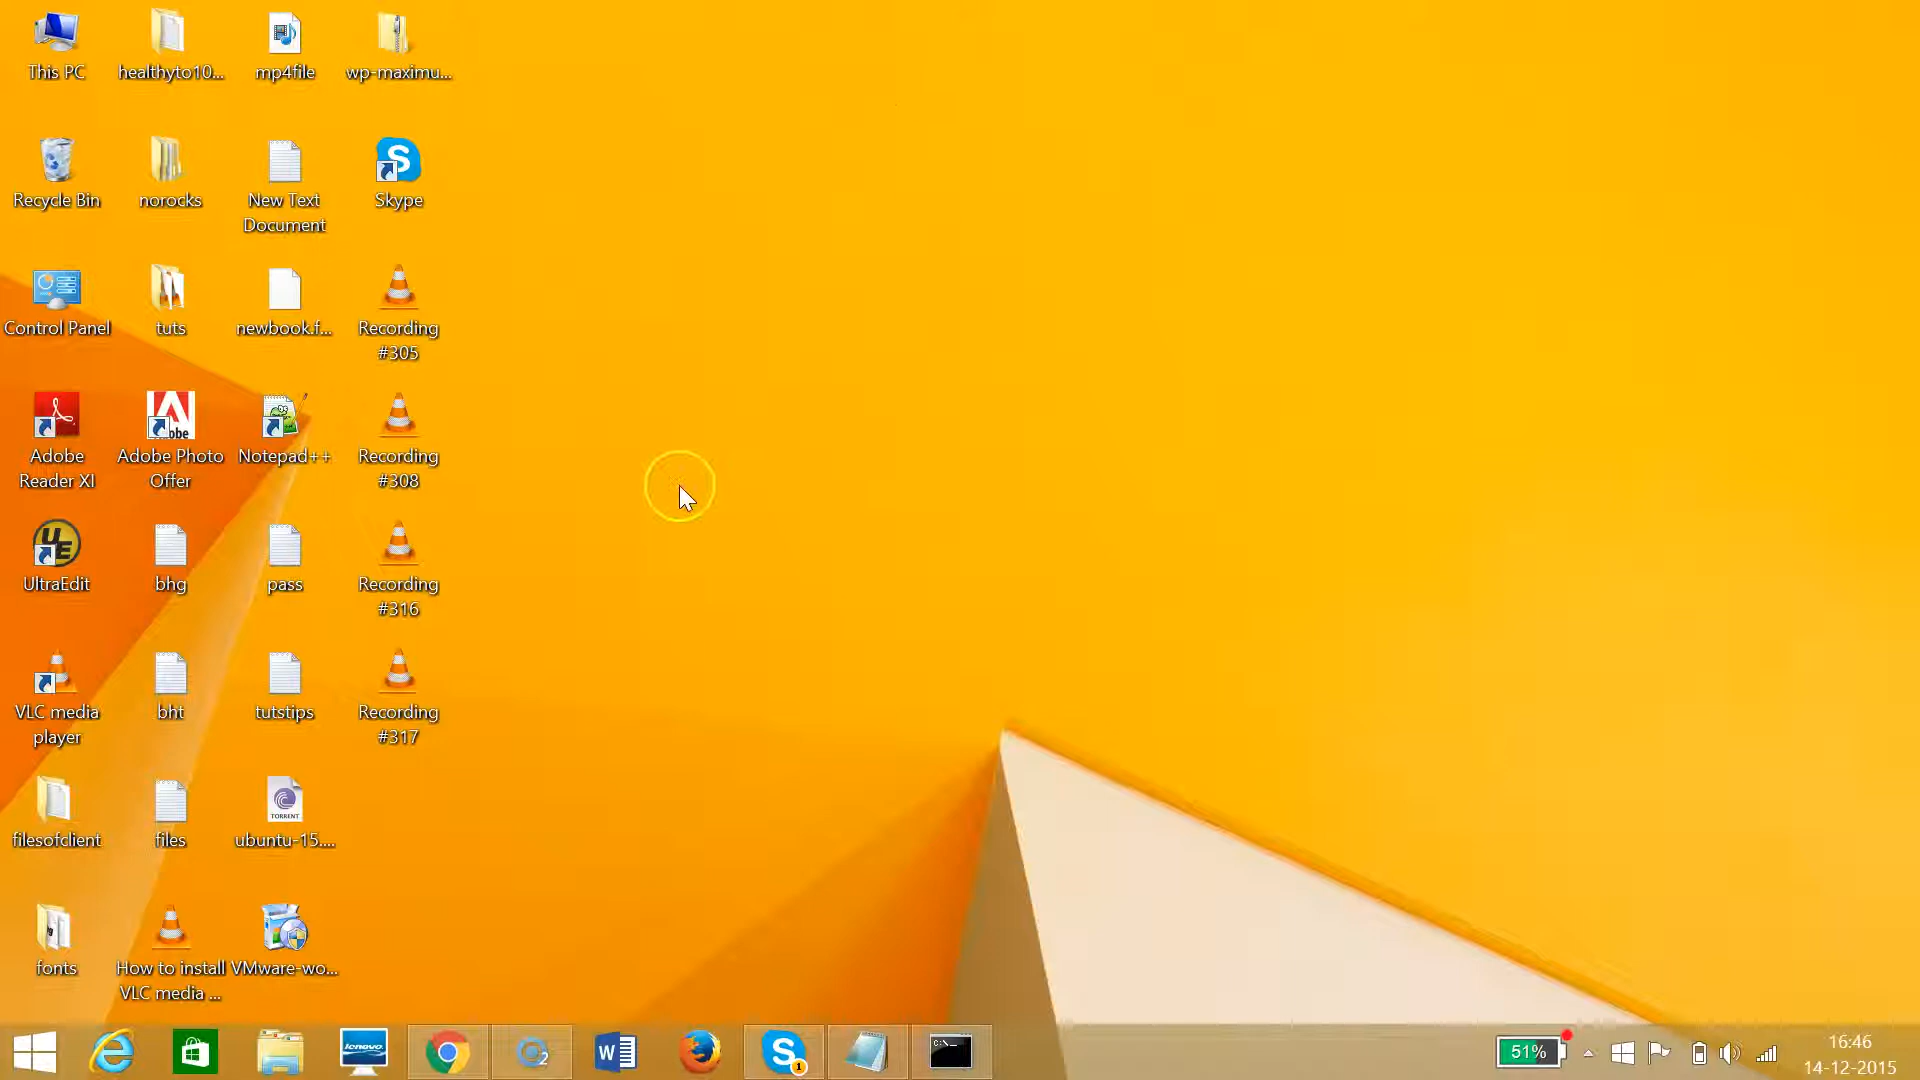 This PC
healthyto10...
mp4file
wp-maximu...
Recycle Bin
norocks
New Text
Document
Skype
Control Panel
tuts
newbook.f...
Recording
#305
Adobe
Reader XI
Adobe Photo
Offer
Notepad++
Recording
#308
UltraEdit
bhg
pass
Recording
#316
VLC media
player
bht
tutstips
Recording
#317
filesofclient
files
TORRENT
ubuntu-15....
fonts
How to install
VLC media ...
VMware-wo...
lenovo
51%
16:46
14-12-2015